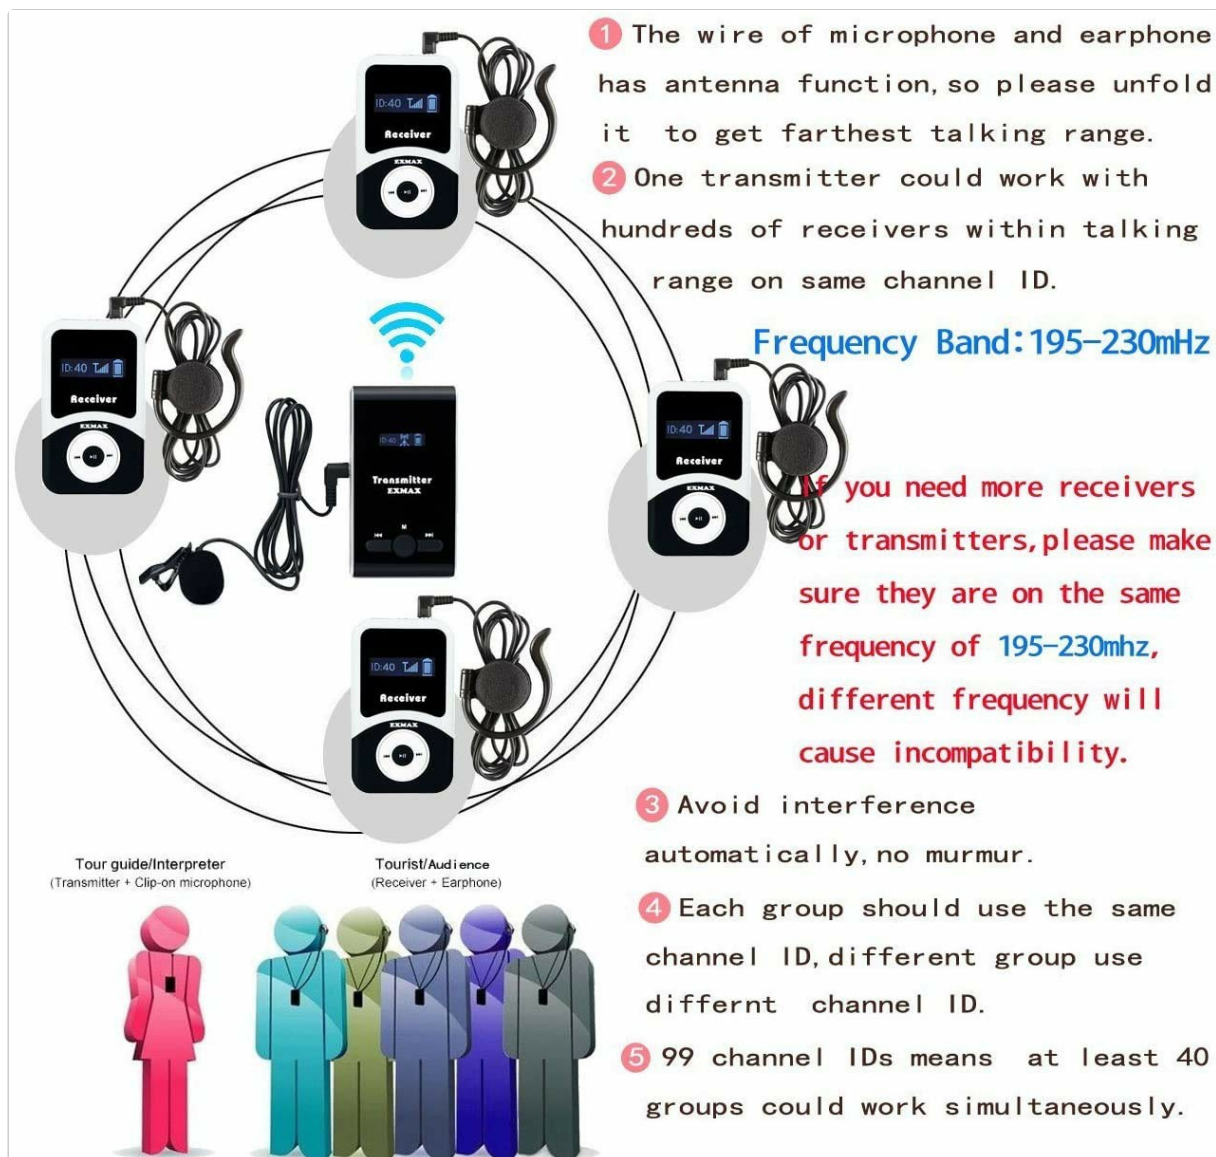 1 The wire of microphone and earphone
has antenna function, so please unfold
it to get farthest talking range.
2 One transmitter could work with
hundreds of receivers within talking
range on same channel ID.
Frequency Band:195-230mHz
If you need more receivers
or transmitters, please make
sure they are on the same
frequency of 195-230mhz,
different frequency will
cause incompatibility.
3 Avoid interference
automatically, no murmur.
4 Each group should use the same
channel ID, different group use
differnt channel ID.
5 99 channel IDs means at least 40
groups could work simultaneously.
ID:40
Receiver
EXMAX
ID:40
Receiver
EXMAX
ID:40
Transmitter
EXMAX
M
ID:40
Receiver
EXMAX
ID:40
Receiver
EXMAX
Tour guide/Interpreter
(Transmitter + Clip-on microphone)
Tourist/Audience
(Receiver + Earphone)